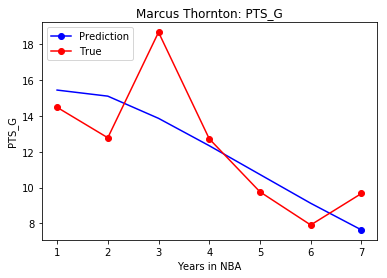 Marcus Thornton: PTS_G
Prediction
True
18
16
14
12
10
8
PTS_G
1 2 3 4 5 6 7
Years in NBA